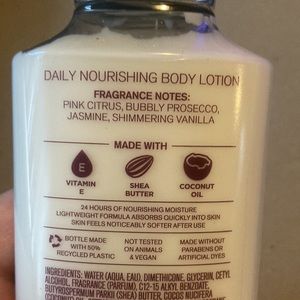 DAILY NOURISHING BODY LOTION
FRAGRANCE NOTES:
PINK CITRUS, BUBBLY PROSECCO,
JASMINE, SHIMMERING VANILLA
MADE WITH
E
VITAMIN
E
SHEA
BUTTER
COCONUT
OIL
24 HOURS OF NOURISHING MOISTURE
LIGHTWEIGHT FORMULA ABSORBS QUICKLY INTO SKIN
SKIN FEELS NOTICEABLY SOFTER AFTER USE
BOTTLE MADE
WITH 50%
RECYCLED PLASTIC
NOT TESTED
ON ANIMALS
& VEGAN
MADE WITHOUT
PARABENS OR
ARTIFICIAL DYES
INGREDIENTS: WATER (AQUA, EAU), DIMETHICONE, GLYCERIN, CETYL
ALCOHOL, FRAGRANCE (PARFUM), C12-15 ALKYL BENZOATE,
BUTYROSPERMUM PARKII (SHEA) BUTTER, COCOS NUCIFERA
(COCONUT)